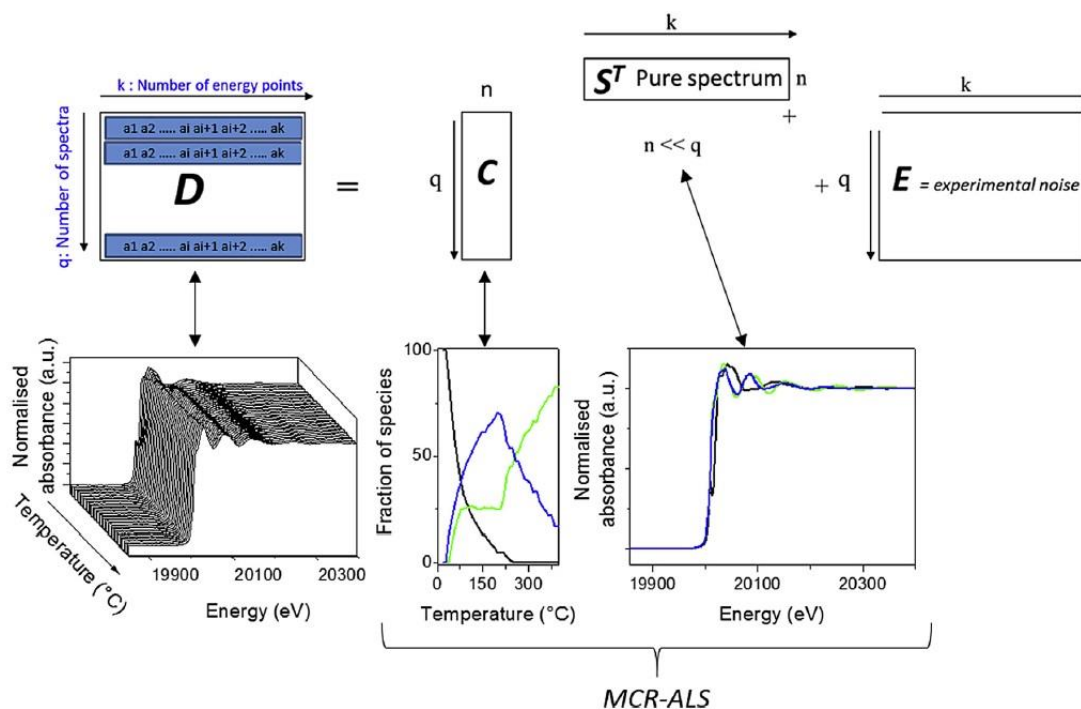 k
k : Number of energy points
n
Sᵀ Pure spectrum
n
k
q: Number of spectra
a1 a2 ..... ai ai+1 ai+2 ..... ak
a1 a2 ..... ai ai+1 ai+2 ..... ak
D
a1 a2 ..... ai ai+1 ai+2 ..... ak
=
q
C
+
n << q
+ q
E = experimental noise
Normalised
absorbance (a.u.)
Temperature (°C)
19900 20100 20300
Energy (eV)
Fraction of species
100
50
0
0 150 300
Temperature (°C)
Normalised
absorbance (a.u.)
19900 20100 20300
Energy (eV)
MCR-ALS